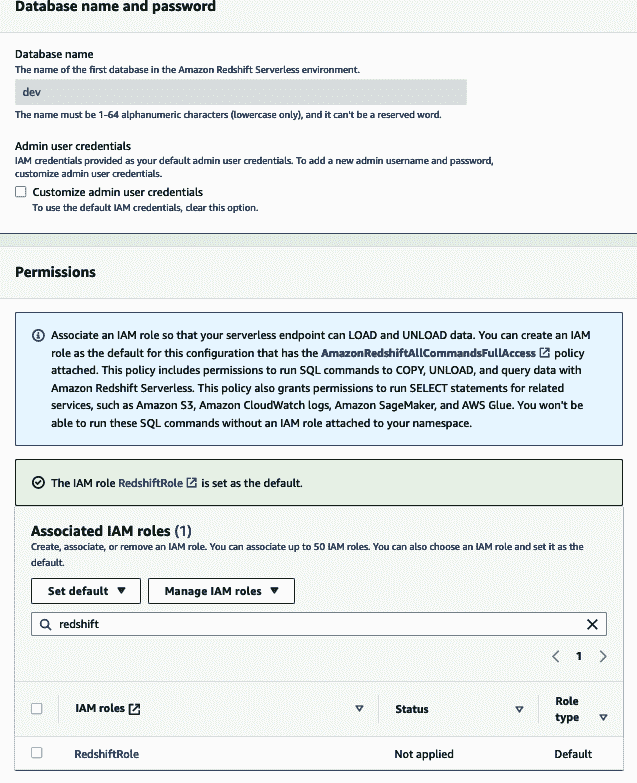 Database name and password
Database name
The name of the first database in the Amazon Redshift Serverless environment.
dev
The name must be 1-64 alphanumeric characters (lowercase only), and it can't be a reserved word.
Admin user credentials
IAM credentials provided as your default admin user credentials. To add a new admin username and password,
customize admin user credentials.
Customize admin user credentials
To use the default IAM credentials, clear this option.
Permissions
Associate an IAM role so that your serverless endpoint can LOAD and UNLOAD data. You can create an IAM
role as the default for this configuration that has the AmazonRedshiftAllCommandsFullAccess policy
attached. This policy includes permissions to run SQL commands to COPY, UNLOAD, and query data with
Amazon Redshift Serverless. This policy also grants permissions to run SELECT statements for related
services, such as Amazon S3, Amazon CloudWatch logs, Amazon SageMaker, and AWS Glue. You won't be
able to run these SQL commands without an IAM role attached to your namespace.
The IAM role RedshiftRole is set as the default.
Associated IAM roles (1)
Create, associate, or remove an IAM role. You can associate up to 50 IAM roles. You can also choose an IAM role and set it as the
default.
Set default Manage IAM roles
redshift
1
IAM roles Status Role
type
RedshiftRole Not applied Default